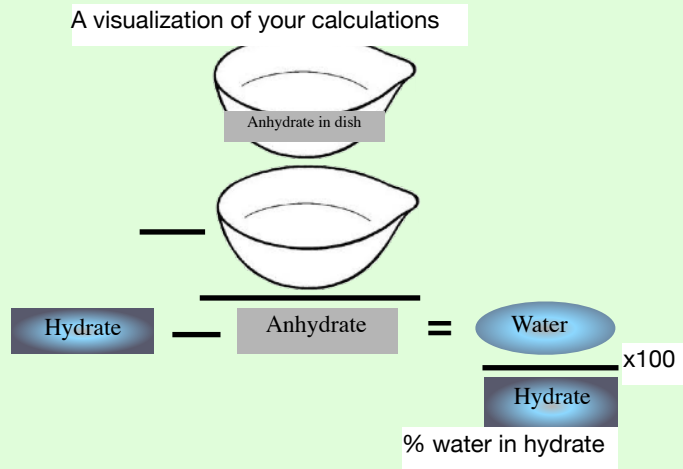 A visualization of your calculations
Anhydrate in dish
Hydrate — Anhydrate = Water
x100
Hydrate
% water in hydrate